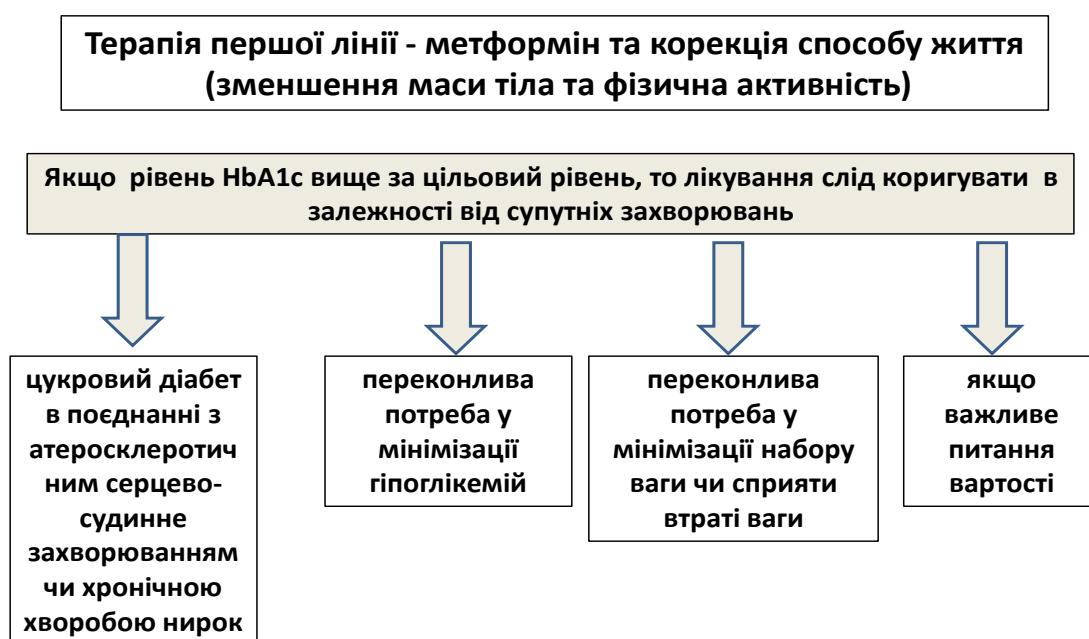 Терапія першої лінії - метформін та корекція способу життя
(зменшення маси тіла та фізична активність)
Якщо рівень HbA1c вище за цільовий рівень, то лікування слід коригувати в
залежності від супутніх захворювань
цукровий діабет
в поєднанні з
атеросклеротич
ним серцево-
судинне
захворюванням
чи хронічною
хворобою нирок
переконлива
потреба у
мінімізації
гіпоглікемій
переконлива
потреба у
мінімізації набору
ваги чи сприяти
втраті ваги
якщо
важливе
питання
вартості